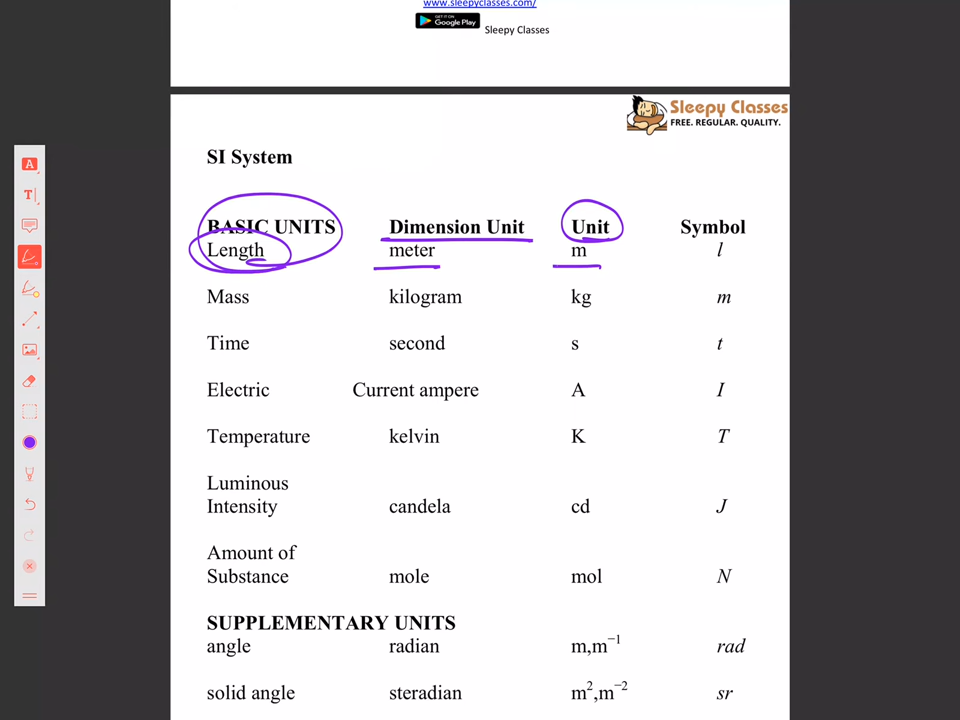 www.sleepyclasses.com/
GET IT ON
Google Play
Sleepy Classes
Sleepy Classes
FREE. REGULAR. QUALITY.
SI System
BASIC UNITS Dimension Unit Unit Symbol
Length meter m l
Mass kilogram kg m
Time second s t
Electric Current ampere A I
Temperature kelvin K T
Luminous
Intensity candela cd J
Amount of
Substance mole mol N
SUPPLEMENTARY UNITS
angle radian m,m⁻¹ rad
solid angle steradian m²,m⁻² sr
A
T